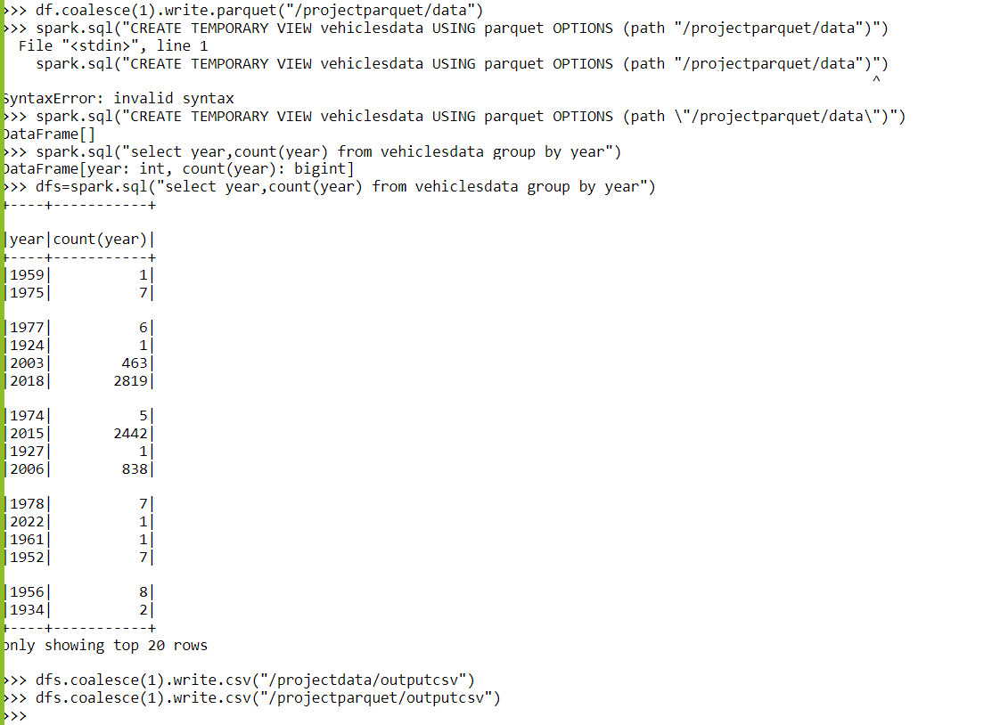 >>> df.coalesce(1).write.parquet("/projectparquet/data")
>>> spark.sql("CREATE TEMPORARY VIEW vehiclesdata USING parquet OPTIONS (path "/projectparquet/data")")
  File "<stdin>", line 1
    spark.sql("CREATE TEMPORARY VIEW vehiclesdata USING parquet OPTIONS (path "/projectparquet/data")")
                                                                                                     ^
SyntaxError: invalid syntax
>>> spark.sql("CREATE TEMPORARY VIEW vehiclesdata USING parquet OPTIONS (path \"/projectparquet/data\")")
DataFrame[]
>>> spark.sql("select year,count(year) from vehiclesdata group by year")
DataFrame[year: int, count(year): bigint]
>>> dfs=spark.sql("select year,count(year) from vehiclesdata group by year")
+----+-----------+
|year|count(year)|
+----+-----------+
|1959|          1|
|1975|          7|
|1977|          6|
|1924|          1|
|2003|        463|
|2018|       2819|
|1974|          5|
|2015|       2442|
|1927|          1|
|2006|        838|
|1978|          7|
|2022|          1|
|1961|          1|
|1952|          7|
|1956|          8|
|1934|          2|
+----+-----------+
only showing top 20 rows
>>> dfs.coalesce(1).write.csv("/projectdata/outputcsv")
>>> dfs.coalesce(1).write.csv("/projectparquet/outputcsv")
>>>